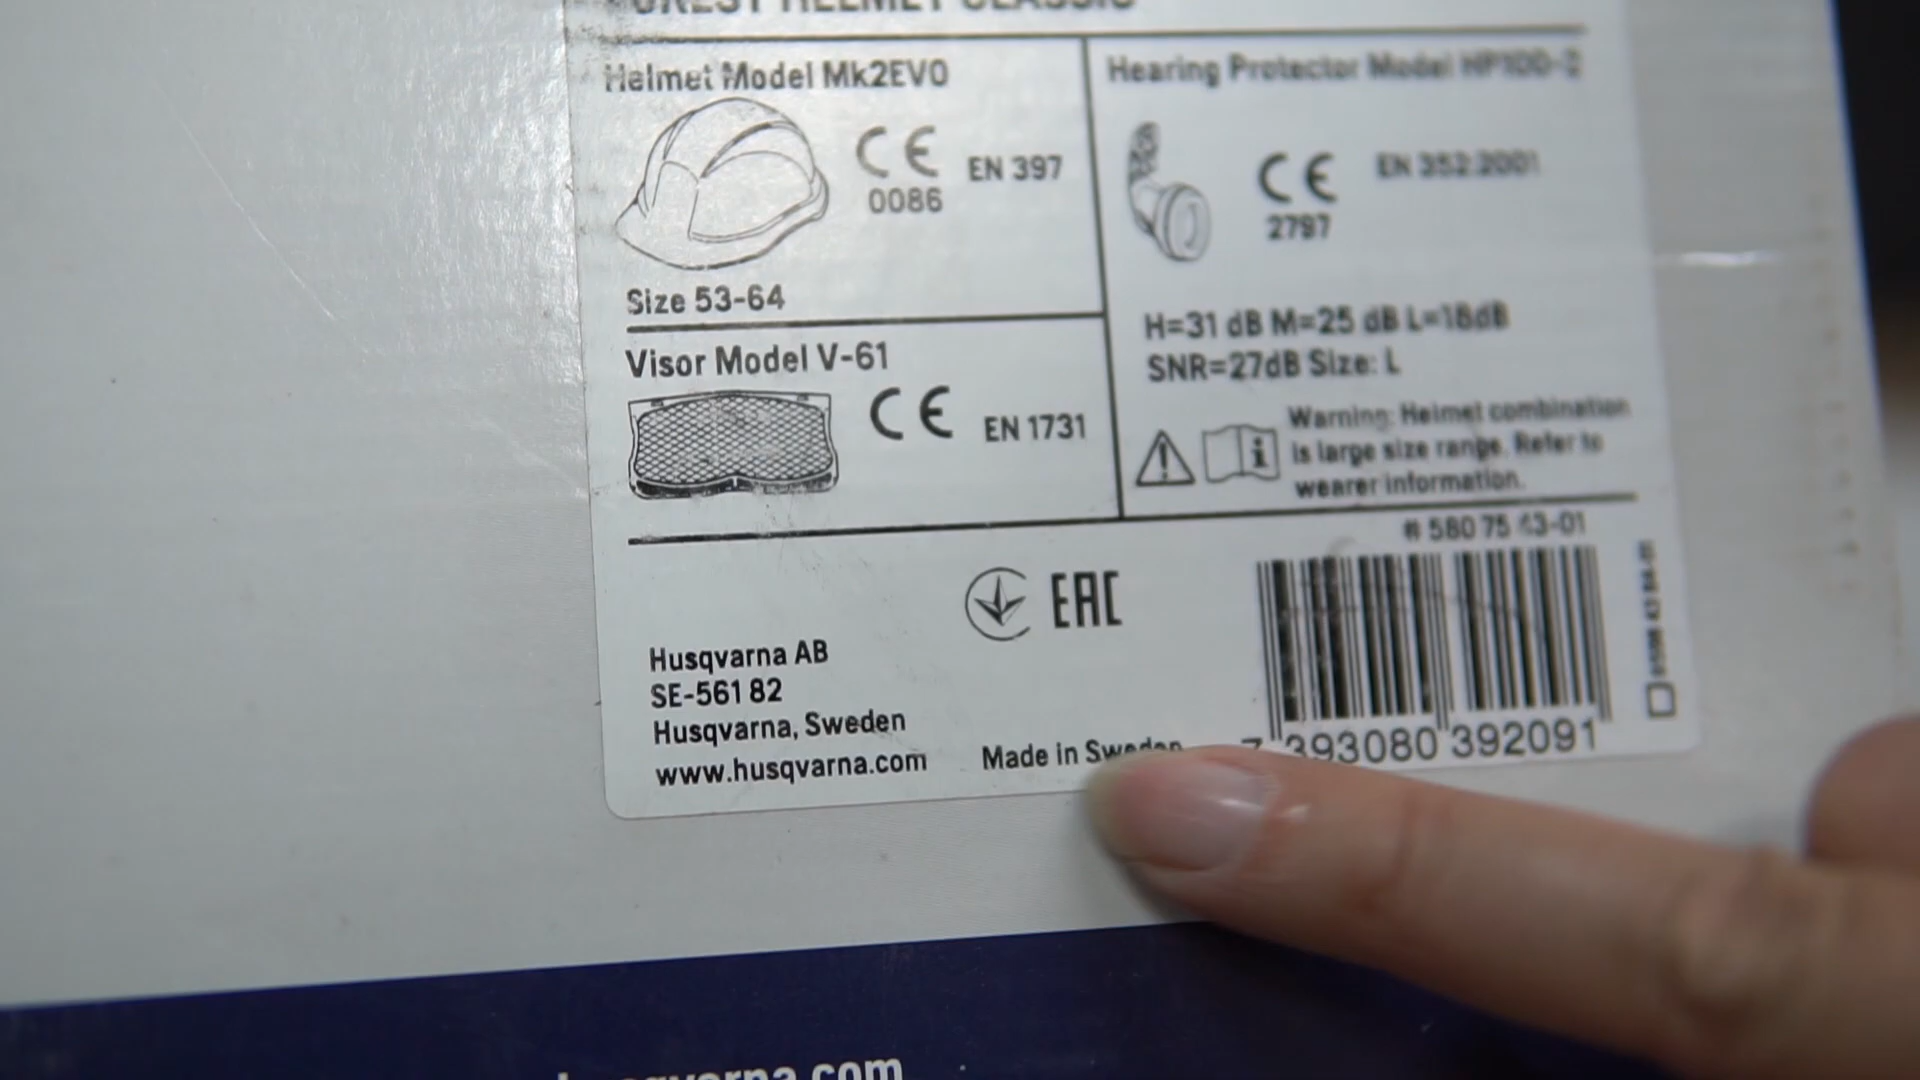 HELMET CLASSIC
Helmet Model Mk2EVO
CE
0086
EN 397
Size 53-64
Visor Model V-61
CE
EN 1731
Hearing Protector Model HP100-2
CE
2797
EN 352:2001
H=31 dB M=25 dB L=18dB
SNR=27dB Size: L
Warning: Helmet combination
is large size range. Refer to
wearer information.
# 580 75 43-01
EAC
Husqvarna AB
SE-561 82
Husqvarna, Sweden
www.husqvarna.com
Made in Sweden
7 393080 392091
husqvarna.com